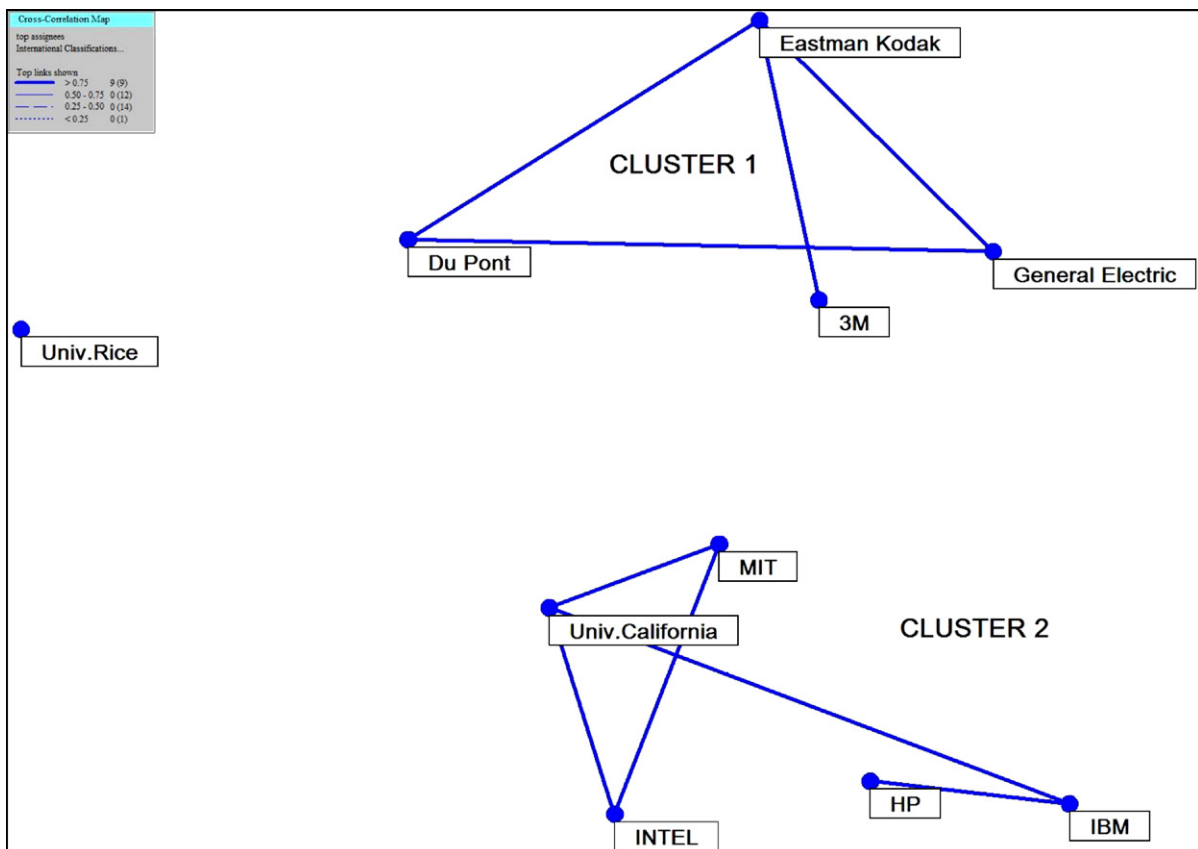 Cross-Correlation Map
top assignees
International Classifications...
Top links shown
> 0.75 9 (9)
0.50 - 0.75 0 (12)
0.25 - 0.50 0 (14)
< 0.25 0 (1)
Eastman Kodak
CLUSTER 1
Du Pont
General Electric
3M
Univ.Rice
MIT
Univ.California
CLUSTER 2
HP
IBM
INTEL